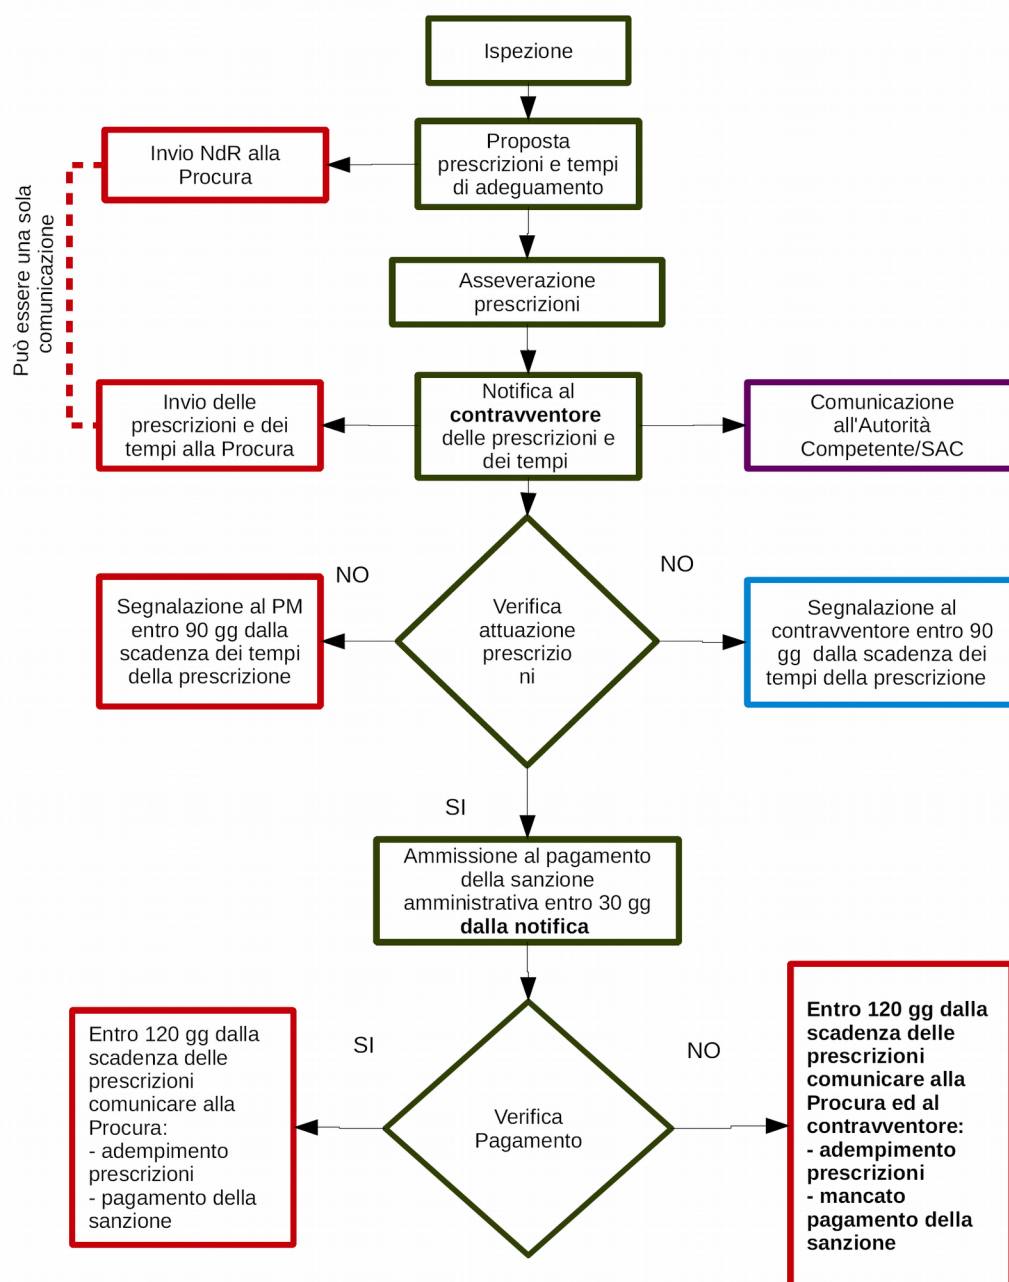 Ispezione
Proposta
prescrizioni e tempi
di adeguamento
Invio NdR alla
Procura
Può essere una sola
comunicazione
Asseverazione
prescrizioni
Notifica al
contravventore
delle prescrizioni e
dei tempi
Invio delle
prescrizioni e dei
tempi alla Procura
Comunicazione
all'Autorità
Competente/SAC
NO
NO
Segnalazione al PM
entro 90 gg dalla
scadenza dei tempi
della prescrizione
Verifica
attuazione
prescrizio
ni
Segnalazione al
contravventore entro 90
gg dalla scadenza dei
tempi della prescrizione
SI
Ammissione al pagamento
della sanzione
amministrativa entro 30 gg
dalla notifica
SI
NO
Entro 120 gg dalla
scadenza delle
prescrizioni
comunicare alla
Procura:
- adempimento
prescrizioni
- pagamento della
sanzione
Verifica
Pagamento
Entro 120 gg dalla
scadenza delle
prescrizioni
comunicare alla
Procura ed al
contravventore:
- adempimento
prescrizioni
- mancato
pagamento della
sanzione